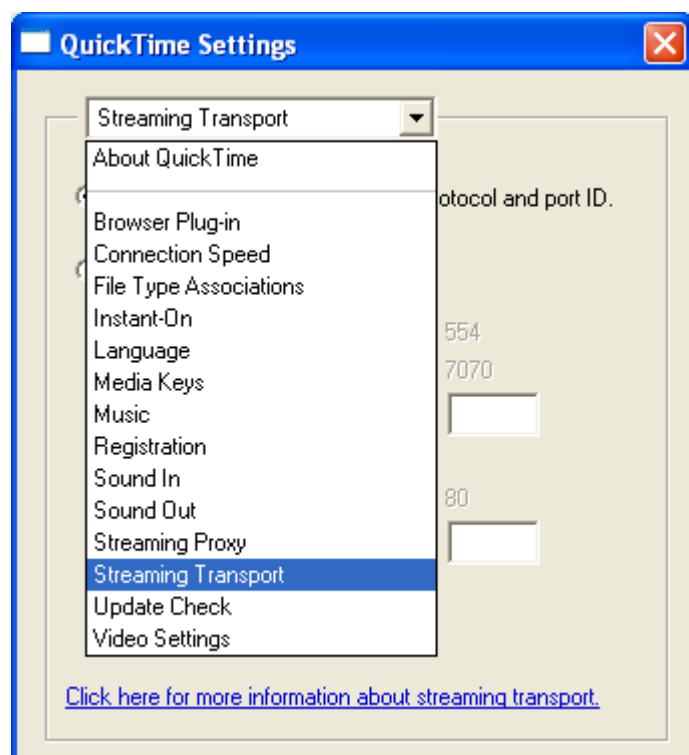 QuickTime Settings
Streaming Transport
About QuickTime
otocol and port ID.
Browser Plug-in
Connection Speed
File Type Associations
Instant-On
554
Language
7070
Media Keys
Music
Registration
Sound In
80
Sound Out
Streaming Proxy
Streaming Transport
Update Check
Video Settings
Click here for more information about streaming transport.